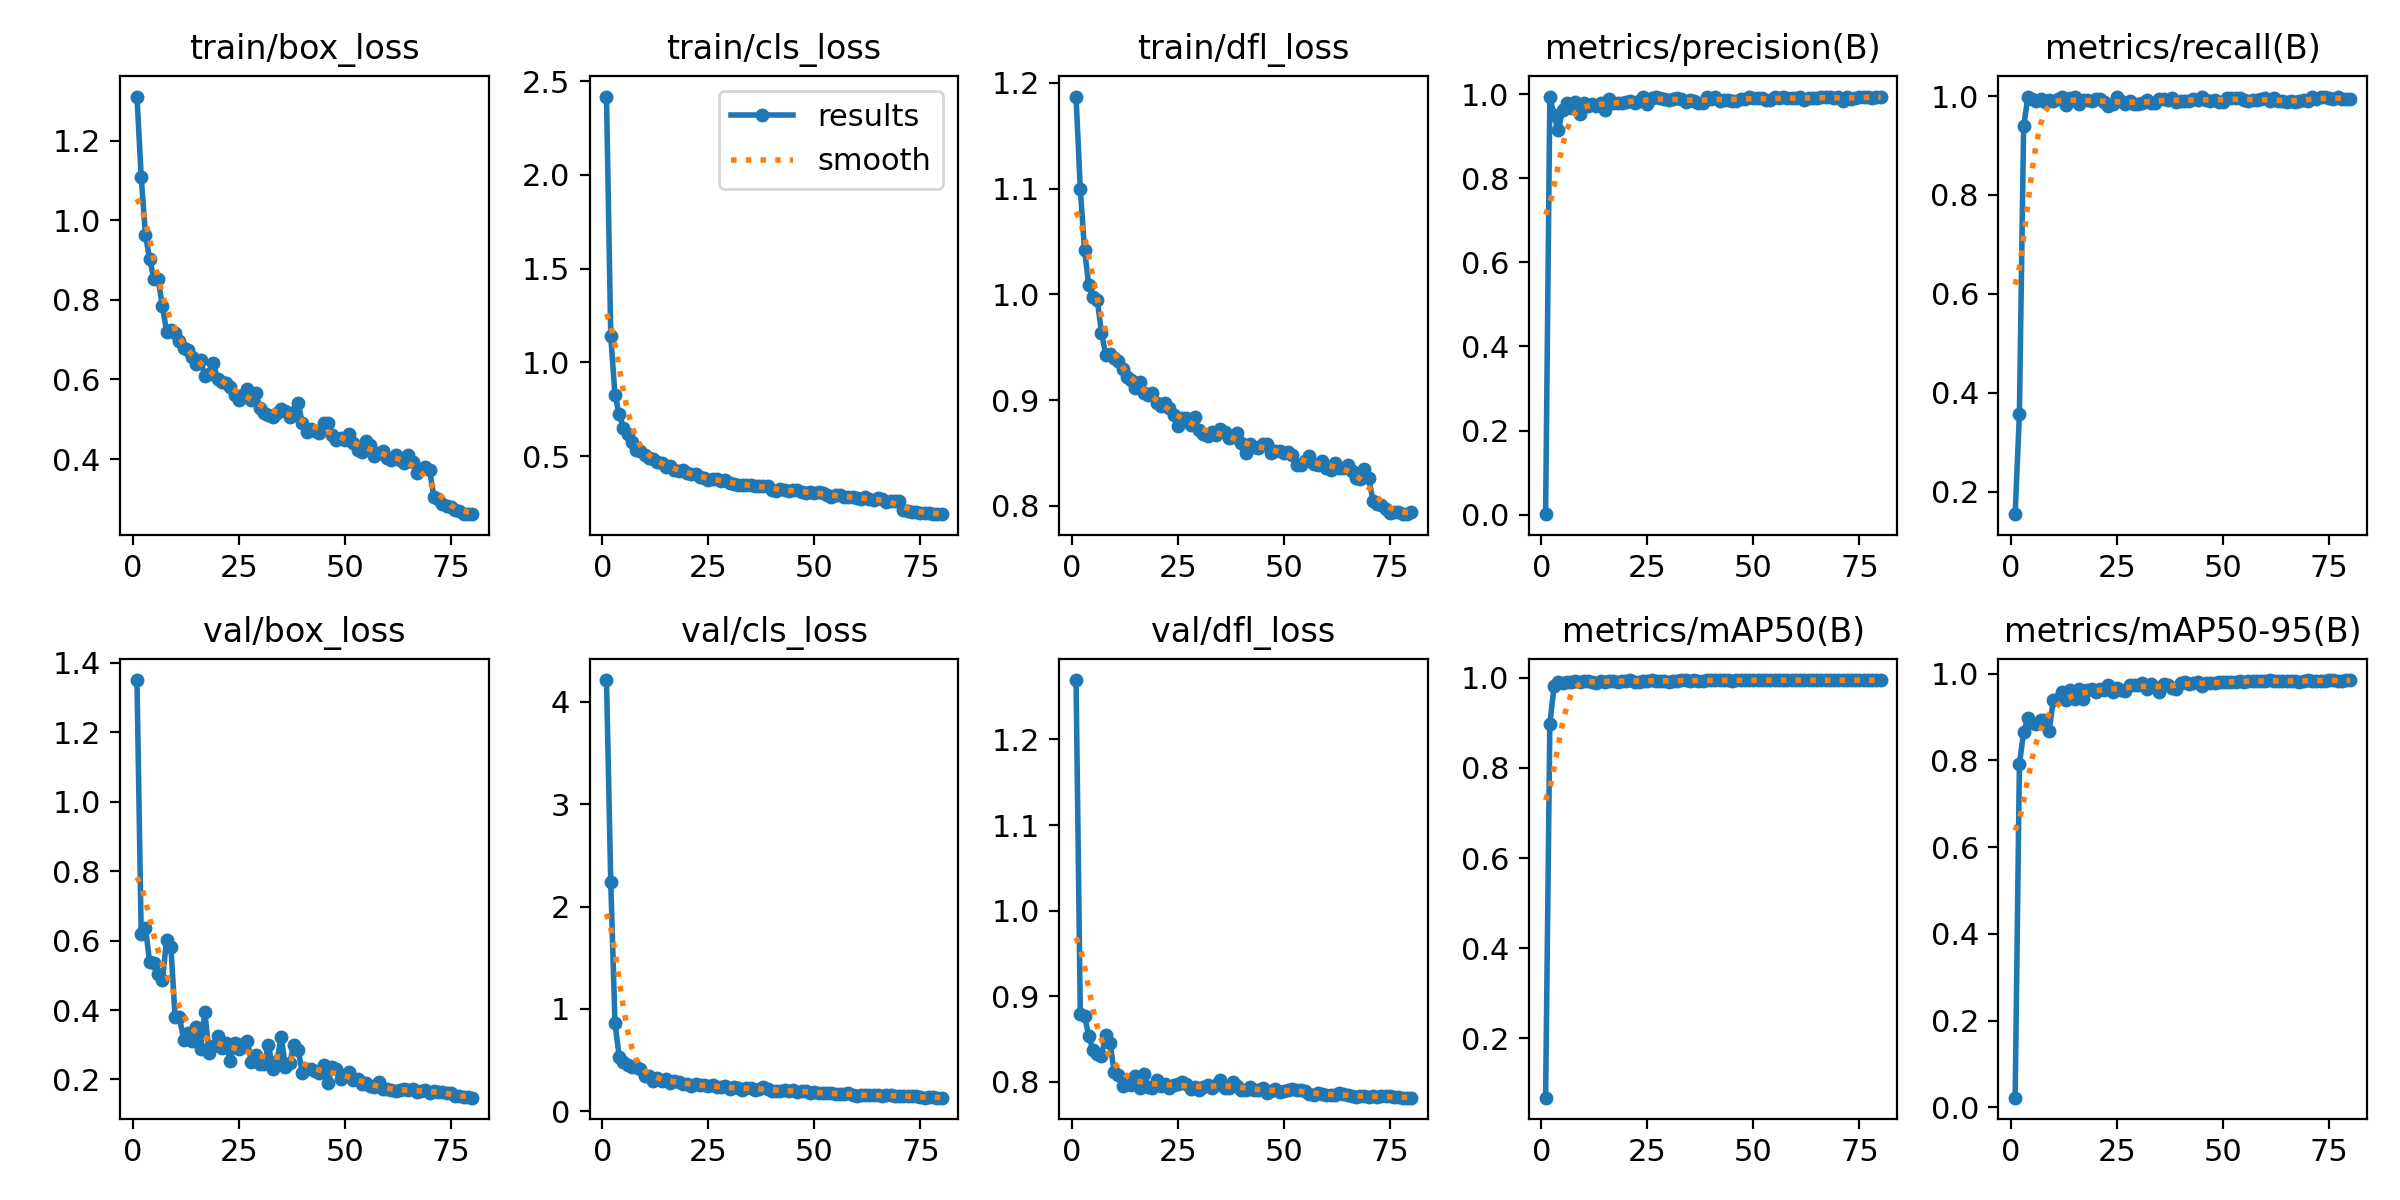 train/box_loss
train/cls_loss
train/dfl_loss
metrics/precision(B)
metrics/recall(B)
1.2
1.0
0.8
0.6
0.4
0 25 50 75
2.5
2.0
1.5
1.0
0.5
0 25 50 75
results
smooth
1.2
1.1
1.0
0.9
0.8
0 25 50 75
1.0
0.8
0.6
0.4
0.2
0.0
0 25 50 75
1.0
0.8
0.6
0.4
0.2
0 25 50 75
val/box_loss
val/cls_loss
val/dfl_loss
metrics/mAP50(B)
metrics/mAP50-95(B)
1.4
1.2
1.0
0.8
0.6
0.4
0.2
0 25 50 75
4
3
2
1
0
0 25 50 75
1.2
1.1
1.0
0.9
0.8
0 25 50 75
1.0
0.8
0.6
0.4
0.2
0 25 50 75
1.0
0.8
0.6
0.4
0.2
0.0
0 25 50 75